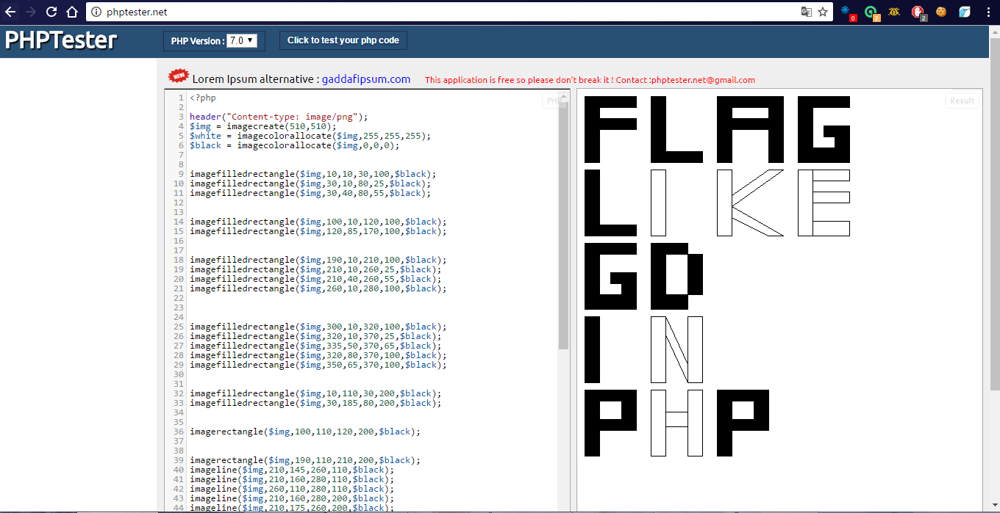 phptester.net
0
2
2
PHPTester
PHP Version : 7.0
Click to test your php code
NEW
Lorem Ipsum alternative : gaddafipsum.com
This application is free so please don't break it ! Contact :phptester.net@gmail.com
PHP
1 <?php
2
3 header("Content-type: image/png");
4 $img = imagecreate(510,510);
5 $white = imagecolorallocate($img,255,255,255);
6 $black = imagecolorallocate($img,0,0,0);
7
8
9 imagefilledrectangle($img,10,10,30,100,$black);
10 imagefilledrectangle($img,30,10,80,25,$black);
11 imagefilledrectangle($img,30,40,80,55,$black);
12
13
14 imagefilledrectangle($img,100,10,120,100,$black);
15 imagefilledrectangle($img,120,85,170,100,$black);
16
17
18 imagefilledrectangle($img,190,10,210,100,$black);
19 imagefilledrectangle($img,210,10,260,25,$black);
20 imagefilledrectangle($img,210,40,260,55,$black);
21 imagefilledrectangle($img,260,10,280,100,$black);
22
23
24
25 imagefilledrectangle($img,300,10,320,100,$black);
26 imagefilledrectangle($img,320,10,370,25,$black);
27 imagefilledrectangle($img,335,50,370,65,$black);
28 imagefilledrectangle($img,320,80,370,100,$black);
29 imagefilledrectangle($img,350,65,370,100,$black);
30
31
32 imagefilledrectangle($img,10,110,30,200,$black);
33 imagefilledrectangle($img,30,185,80,200,$black);
34
35
36 imagerectangle($img,100,110,120,200,$black);
37
38
39 imagerectangle($img,190,110,210,200,$black);
40 imageline($img,210,145,260,110,$black);
41 imageline($img,210,160,280,110,$black);
42 imageline($img,260,110,280,110,$black);
43 imageline($img,210,160,280,200,$black);
44 imageline($img,210,175,260,200,$black);
Result
FLAG
LIKE
GD
IN
PHP